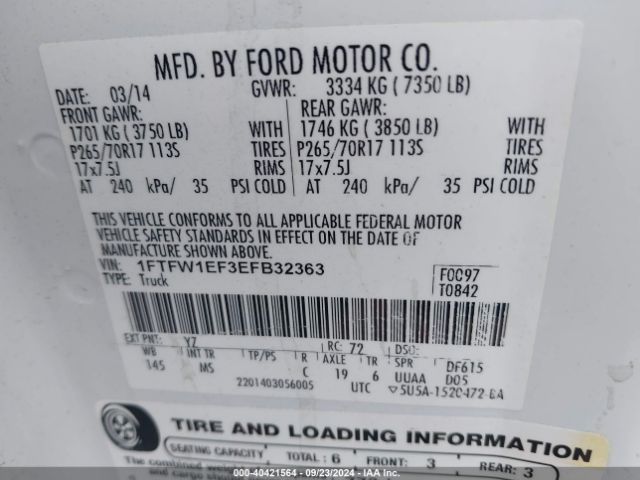 MFD. BY FORD MOTOR CO.
DATE: 03/14 GVWR: 3334 KG ( 7350 LB)
FRONT GAWR: REAR GAWR:
1701 KG ( 3750 LB) WITH 1746 KG ( 3850 LB) WITH
P265/70R17 113S TIRES P265/70R17 113S TIRES
17x7.5J RIMS 17x7.5J RIMS
AT 240 kPa/ 35 PSI COLD AT 240 kPa/ 35 PSI COLD
THIS VEHICLE CONFORMS TO ALL APPLICABLE FEDERAL MOTOR
VEHICLE SAFETY STANDARDS IN EFFECT ON THE DATE OF
MANUFACTURE SHOWN ABOVE.
VIN: 1FTFW1EF3EFB32363 F0C97
TYPE: Truck T0842
EXT PNT: YZ RC: 72 DSO:
WB INT TR TP/PS R AXLE TR SPR DF615
145 MS C 19 6 UUAA D05
2201403056005 UTC
TIRE AND LOADING INFORMATION
SEATING CAPACITY TOTAL: 6 FRONT: 3 REAR: 3
The combined
40421564 - 09/23/2024 - IAA Inc.